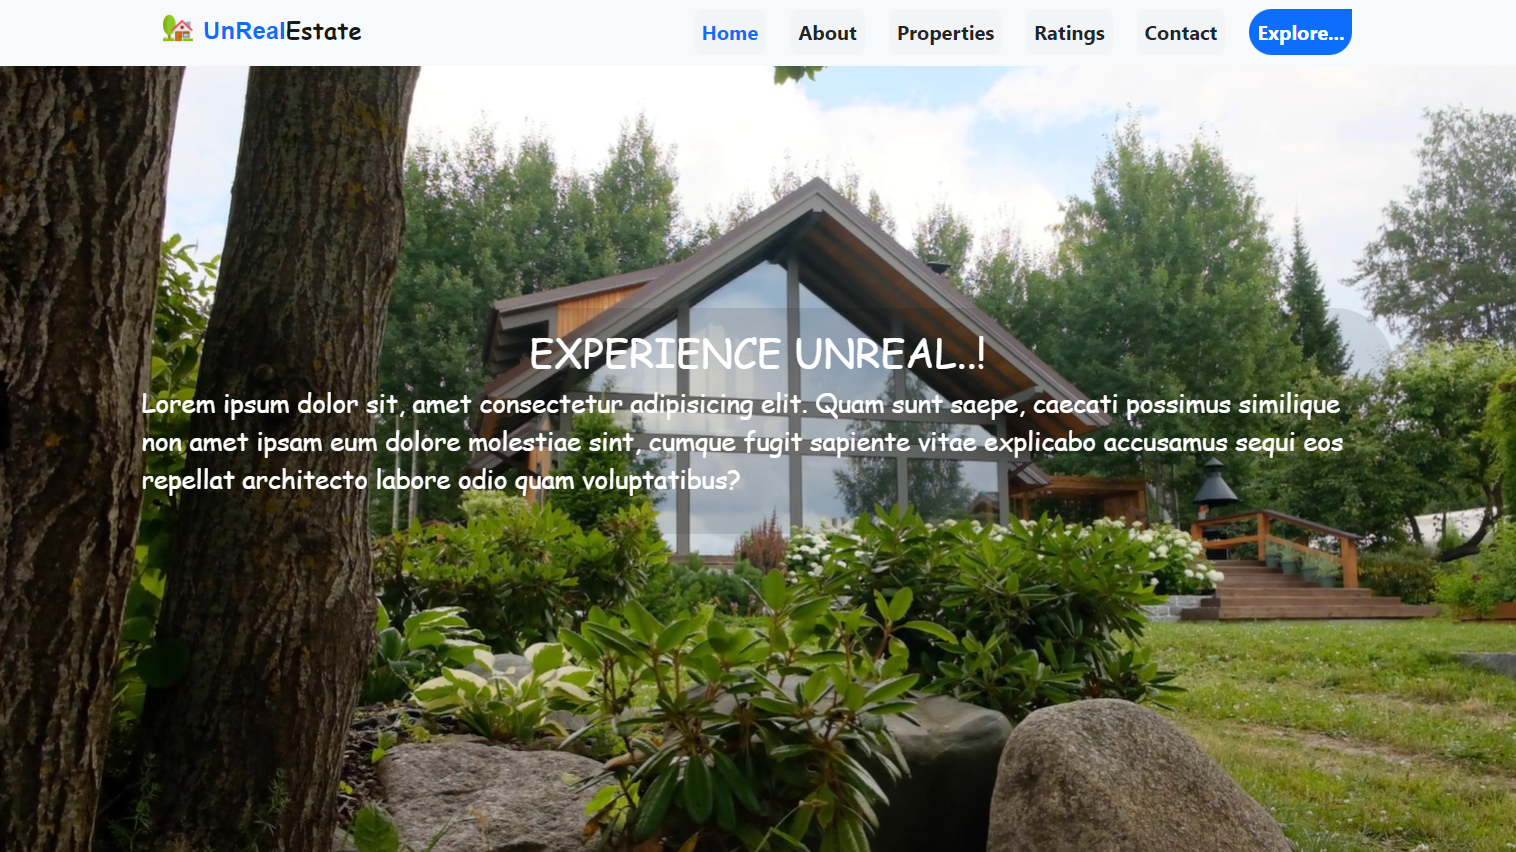 UnRealEstate
Home About Properties Ratings Contact Explore...
EXPERIENCE UNREAL..!
Lorem ipsum dolor sit, amet consectetur adipisicing elit. Quam sunt saepe, caecati possimus similique
non amet ipsam eum dolore molestiae sint, cumque fugit sapiente vitae explicabo accusamus sequi eos
repellat architecto labore odio quam voluptatibus?